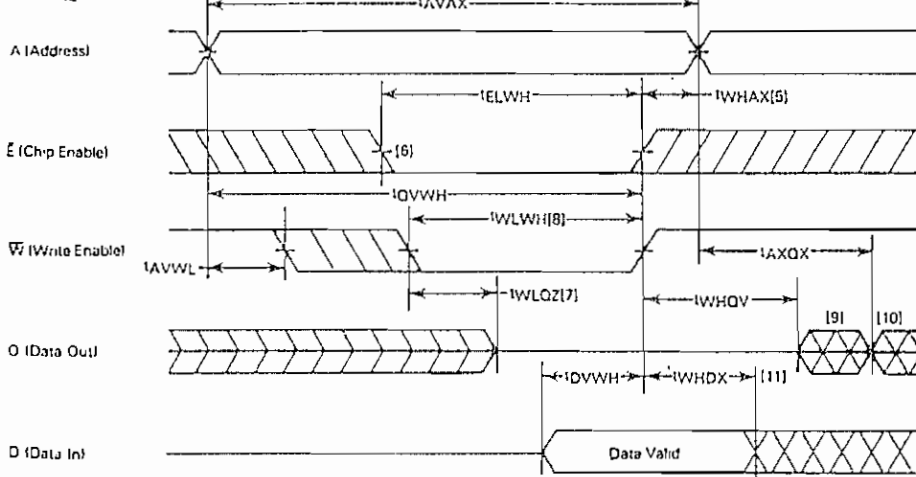 tAVAX
A (Address)
tELWH
tWHAX[5]
Ē (Chip Enable)
[6]
tQVWH
tWLWH[8]
W̅ (Write Enable)
tAVWL
tAXQX
tWLQZ[7]
tWHQV
[9]
[10]
Q (Data Out)
tDVWH
tWHDX
[11]
D (Data In)
Data Valid